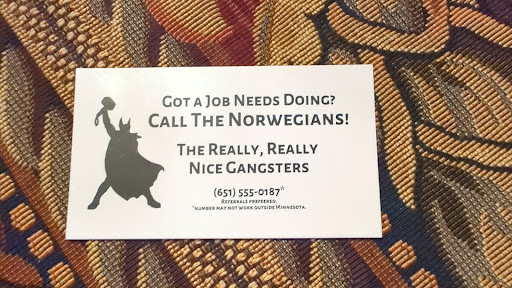 Got a Job Needs Doing?
Call The Norwegians!
The Really, Really
Nice Gangsters
(651) 555-0187*
Referrals preferred.
*number may not work outside Minnesota.